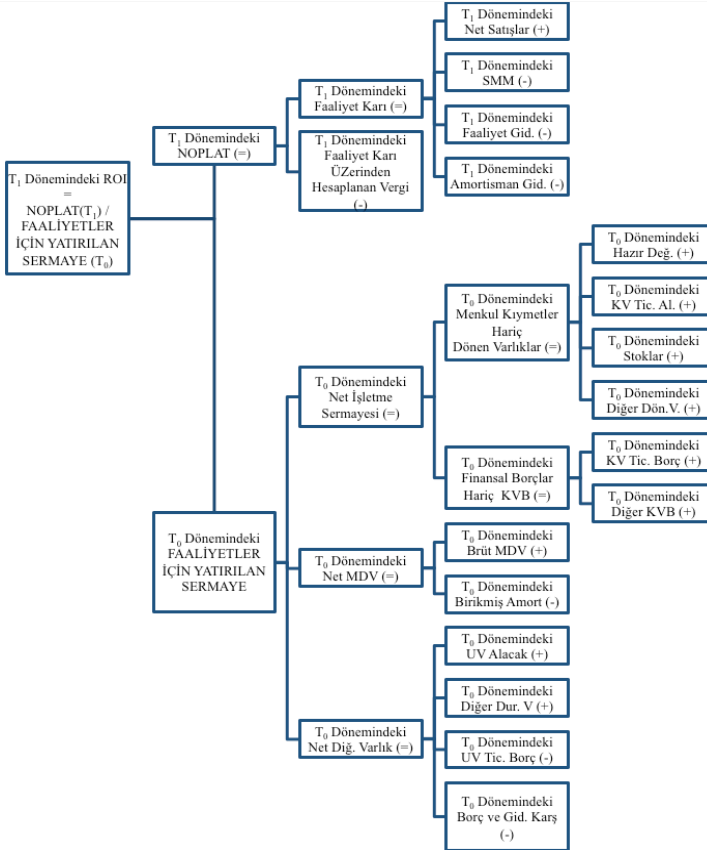 T₁ Dönemindeki ROI
=
NOPLAT(T₁) /
FAALİYETLER
İÇİN YATIRILAN
SERMAYE (T₀)
T₁ Dönemindeki
NOPLAT (=)
T₁ Dönemindeki
Faaliyet Karı (=)
T₁ Dönemindeki
Net Satışlar (+)
T₁ Dönemindeki
SMM (-)
T₁ Dönemindeki
Faaliyet Gid. (-)
T₁ Dönemindeki
Amortisman Gid. (-)
T₁ Dönemindeki
Faaliyet Karı
ÜZerinden
Hesaplanan Vergi
(-)
T₀ Dönemindeki
FAALİYETLER
İÇİN YATIRILAN
SERMAYE
T₀ Dönemindeki
Net İşletme
Sermayesi (=)
T₀ Dönemindeki
Menkul Kıymetler
Hariç
Dönen Varlıklar (=)
T₀ Dönemindeki
Hazır Değ. (+)
T₀ Dönemindeki
KV Tic. Al. (+)
T₀ Dönemindeki
Stoklar (+)
T₀ Dönemindeki
Diğer Dön.V. (+)
T₀ Dönemindeki
Finansal Borçlar
Hariç KVB (=)
T₀ Dönemindeki
KV Tic. Borç (+)
T₀ Dönemindeki
Diğer KVB (+)
T₀ Dönemindeki
Net MDV (=)
T₀ Dönemindeki
Brüt MDV (+)
T₀ Dönemindeki
Birikmiş Amort (-)
T₀ Dönemindeki
Net Diğ. Varlık (=)
T₀ Dönemindeki
UV Alacak (+)
T₀ Dönemindeki
Diğer Dur. V (+)
T₀ Dönemindeki
UV Tic. Borç (-)
T₀ Dönemindeki
Borç ve Gid. Karş
(-)